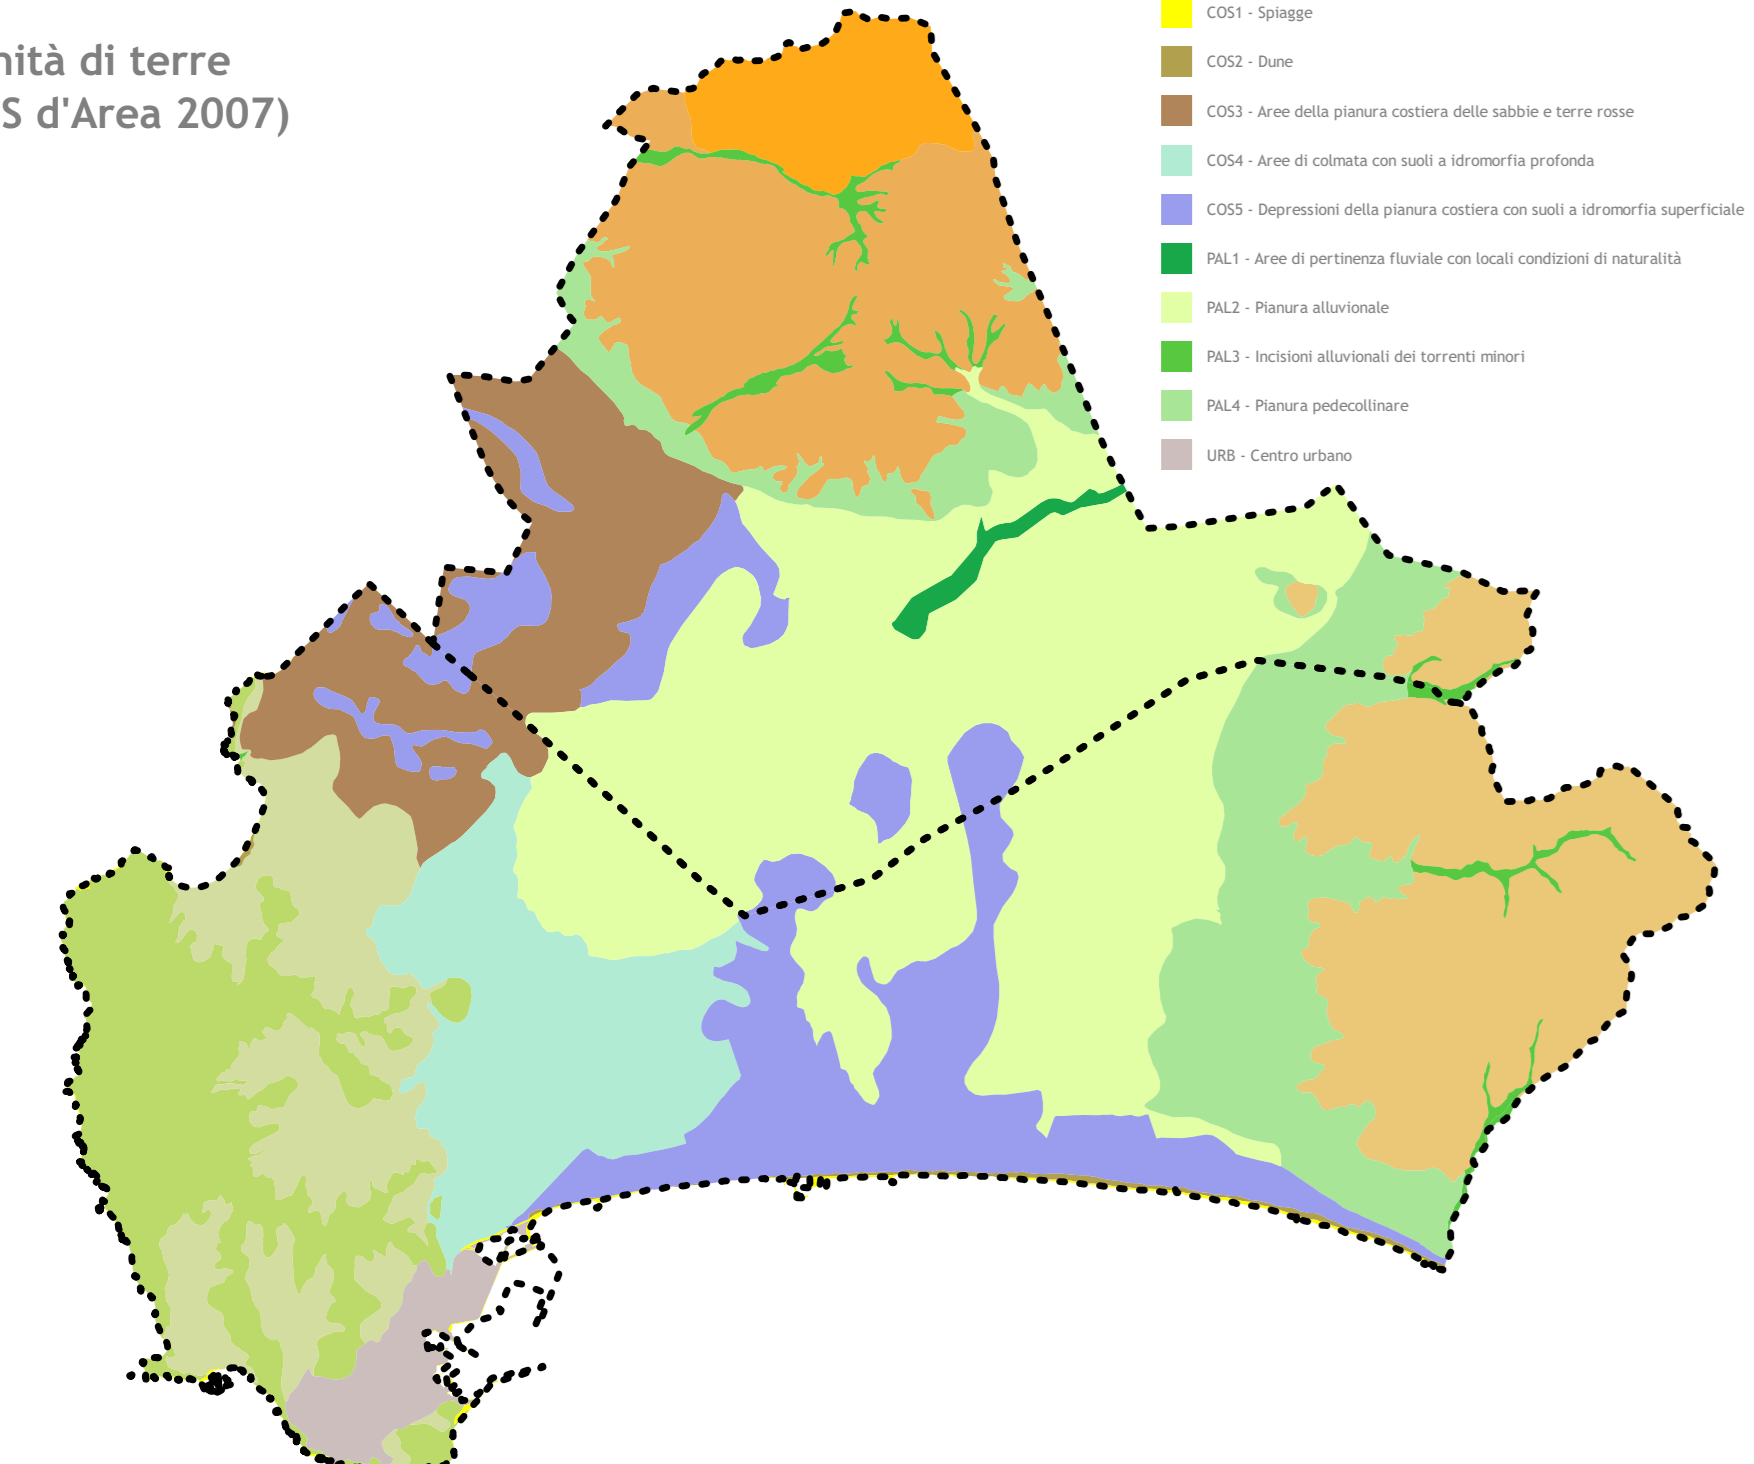 nità di terre
S d'Area 2007)
COS1 - Spiagge
COS2 - Dune
COS3 - Aree della pianura costiera delle sabbie e terre rosse
COS4 - Aree di colmata con suoli a idromorfia profonda
COS5 - Depressioni della pianura costiera con suoli a idromorfia superficiale
PAL1 - Aree di pertinenza fluviale con locali condizioni di naturalità
PAL2 - Pianura alluvionale
PAL3 - Incisioni alluvionali dei torrenti minori
PAL4 - Pianura pedecollinare
URB - Centro urbano